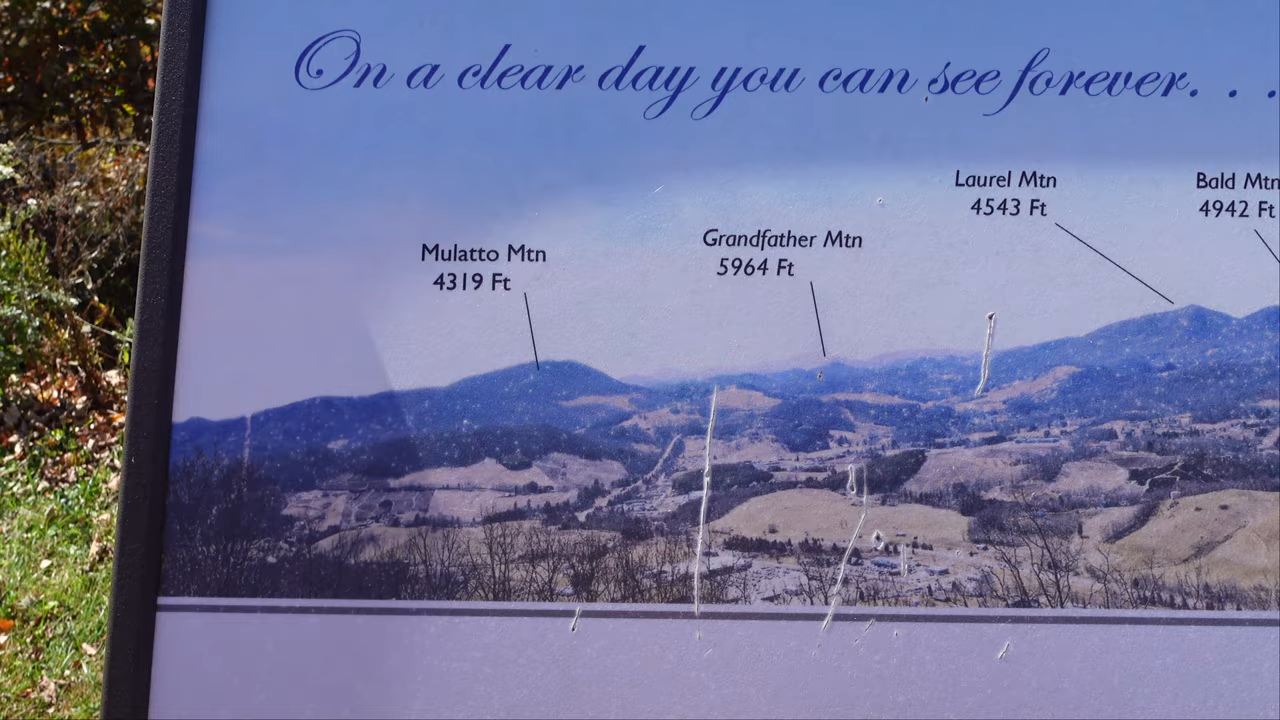 On a clear day you can see forever. . .
Laurel Mtn
4543 Ft
Bald Mtn
4942 Ft
Grandfather Mtn
5964 Ft
Mulatto Mtn
4319 Ft